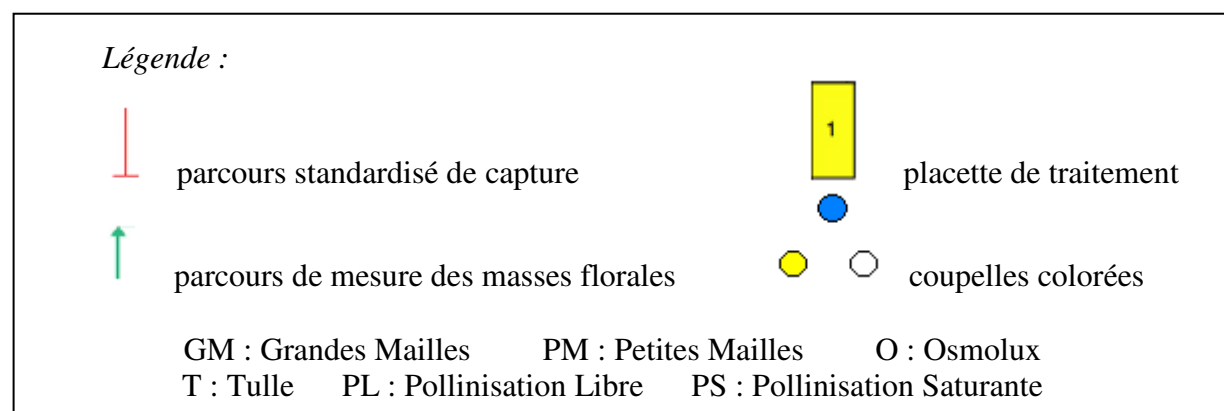 Légende :
1
parcours standardisé de capture
placette de traitement
parcours de mesure des masses florales
coupelles colorées
GM : Grandes Mailles PM : Petites Mailles O : Osmolux
T : Tulle PL : Pollinisation Libre PS : Pollinisation Saturante